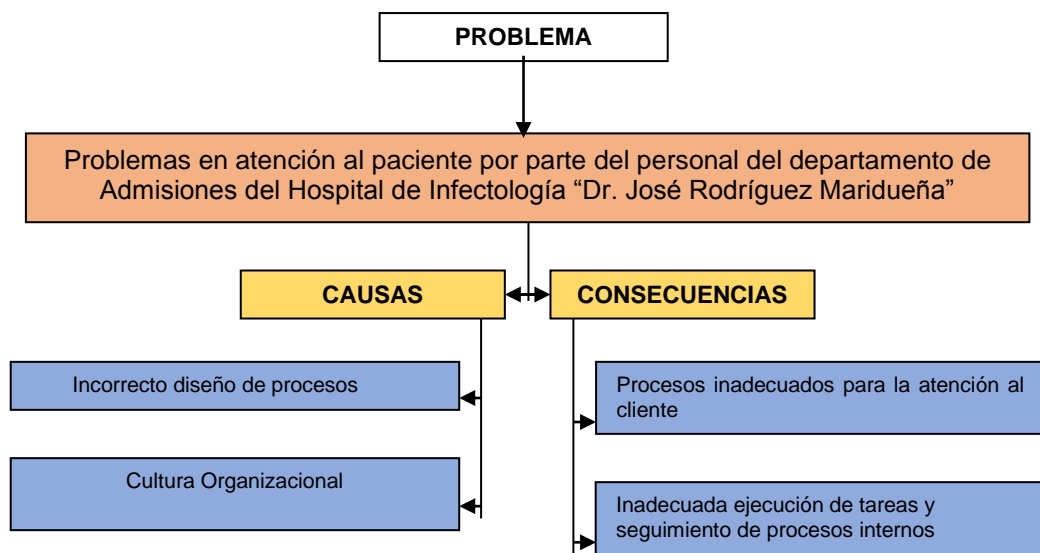 PROBLEMA
Problemas en atención al paciente por parte del personal del departamento de
Admisiones del Hospital de Infectología “Dr. José Rodríguez Maridueña”
CAUSAS
CONSECUENCIAS
Incorrecto diseño de procesos
Procesos inadecuados para la atención al
cliente
Cultura Organizacional
Inadecuada ejecución de tareas y
seguimiento de procesos internos